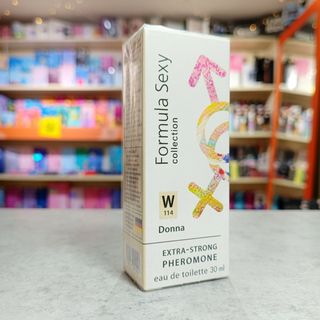 Formula Sexy
collection
W
114
Donna
EXTRA-STRONG
PHEROMONE
eau de toilette 30 ml